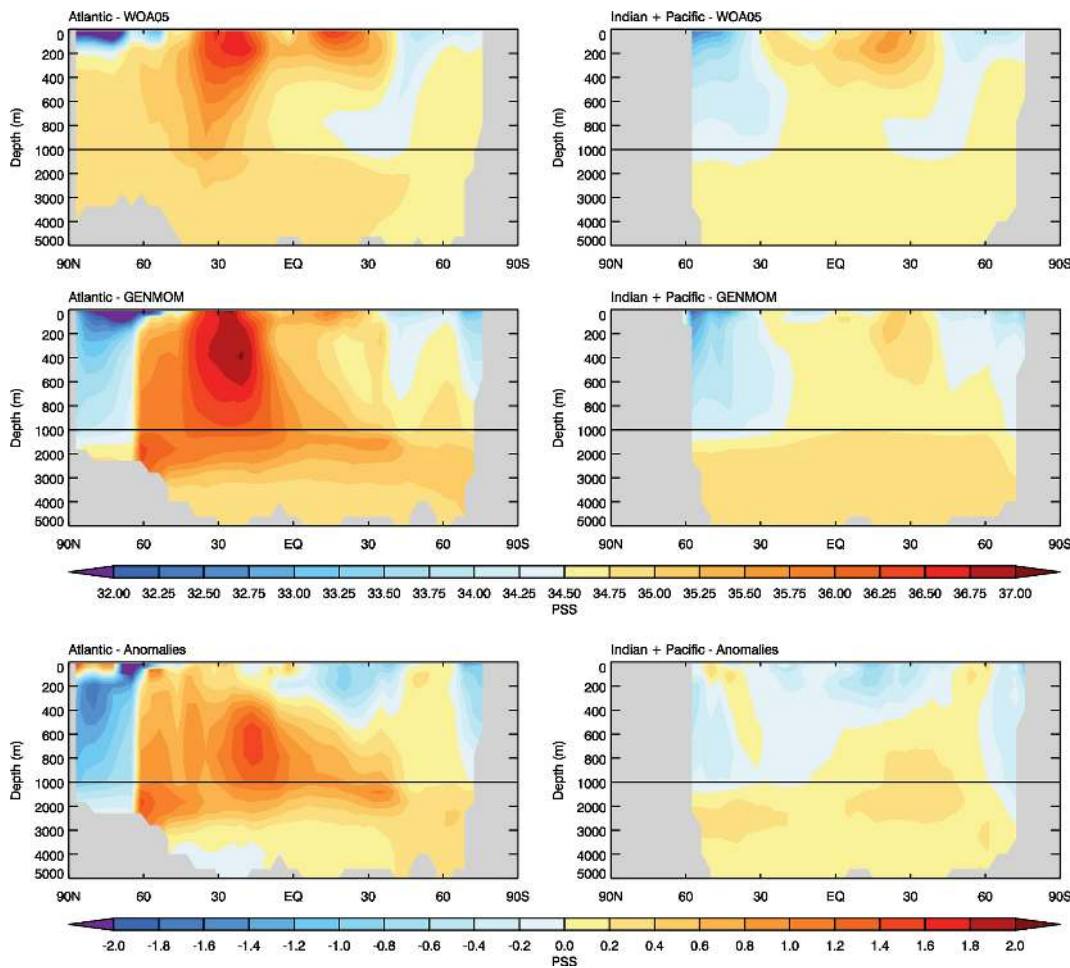 Atlantic - WOA05
0
200
400
600
800
1000
2000
3000
4000
5000
Depth (m)
90N 60 30 EQ 30 60 90S
Indian + Pacific - WOA05
0
200
400
600
800
1000
2000
3000
4000
5000
Depth (m)
90N 60 30 EQ 30 60 90S
Atlantic - GENMOM
0
200
400
600
800
1000
2000
3000
4000
5000
Depth (m)
90N 60 30 EQ 30 60 90S
Indian + Pacific - GENMOM
0
200
400
600
800
1000
2000
3000
4000
5000
Depth (m)
90N 60 30 EQ 30 60 90S
32.00 32.25 32.50 32.75 33.00 33.25 33.50 33.75 34.00 34.25 34.50 34.75 35.00 35.25 35.50 35.75 36.00 36.25 36.50 36.75 37.00
PSS
Atlantic - Anomalies
0
200
400
600
800
1000
2000
3000
4000
5000
Depth (m)
90N 60 30 EQ 30 60 90S
Indian + Pacific - Anomalies
0
200
400
600
800
1000
2000
3000
4000
5000
Depth (m)
90N 60 30 EQ 30 60 90S
-2.0 -1.8 -1.6 -1.4 -1.2 -1.0 -0.8 -0.6 -0.4 -0.2 0.0 0.2 0.4 0.6 0.8 1.0 1.2 1.4 1.6 1.8 2.0
PSS